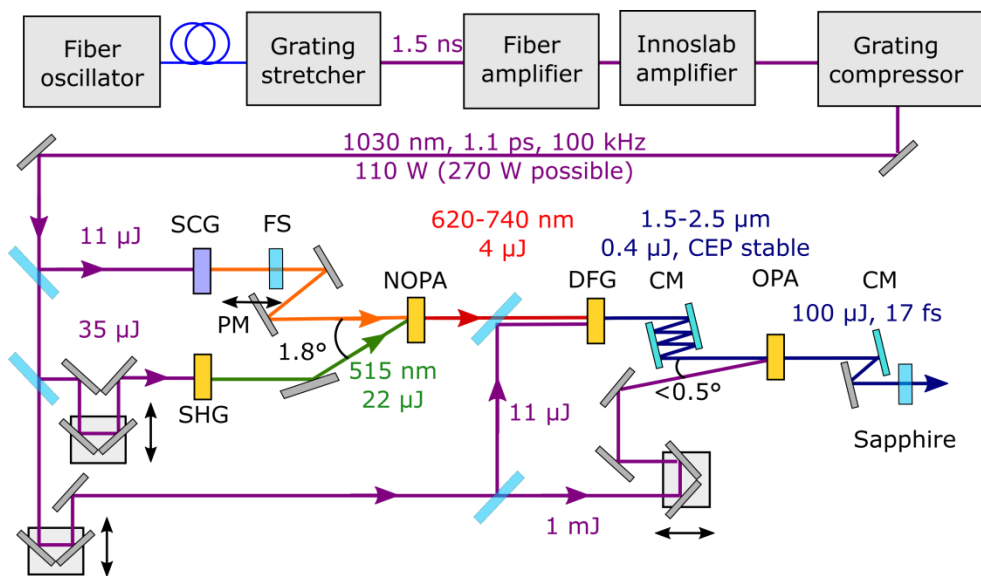 Fiber
oscillator
Grating
stretcher
1.5 ns
Fiber
amplifier
Innoslab
amplifier
Grating
compressor
1030 nm, 1.1 ps, 100 kHz
110 W (270 W possible)
11 µJ
SCG
FS
PM
1.8°
NOPA
620-740 nm
4 µJ
DFG
1.5-2.5 µm
0.4 µJ, CEP stable
CM
OPA
CM
100 µJ, 17 fs
35 µJ
SHG
515 nm
22 µJ
11 µJ
<0.5°
Sapphire
1 mJ